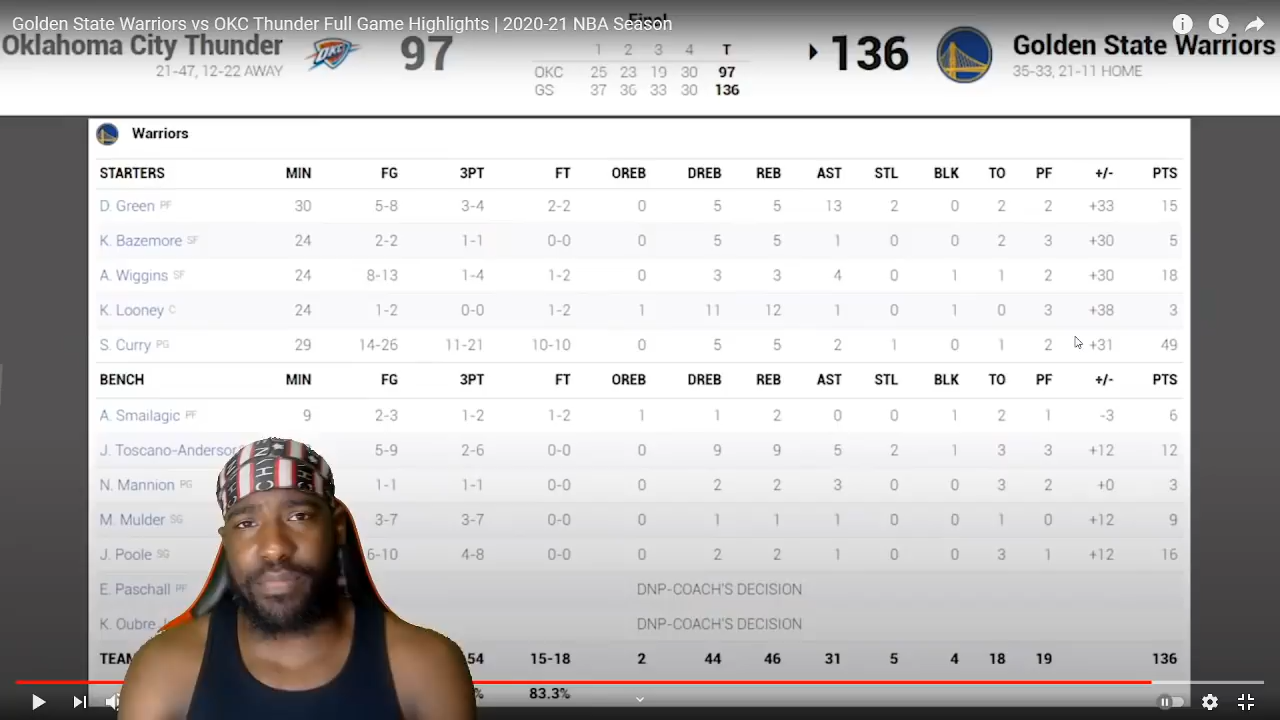 Golden State Warriors vs OKC Thunder Full Game Highlights | 2020-21 NBA Season
Final
Oklahoma City Thunder 97 136 Golden State Warriors
21-47, 12-22 AWAY 35-33, 21-11 HOME
1 2 3 4 T
OKC 25 23 19 30 97
GS 37 36 33 30 136
Warriors
STARTERS MIN FG 3PT FT OREB DREB REB AST STL BLK TO PF +/- PTS
D. Green PF 30 5-8 3-4 2-2 0 5 5 13 2 0 2 2 +33 15
K. Bazemore SF 24 2-2 1-1 0-0 0 5 5 1 0 0 2 3 +30 5
A. Wiggins SF 24 8-13 1-4 1-2 0 3 3 4 0 1 1 2 +30 18
K. Looney C 24 1-2 0-0 1-2 1 11 12 1 0 1 0 3 +38 3
S. Curry PG 29 14-26 11-21 10-10 0 5 5 2 1 0 1 2 +31 49
BENCH MIN FG 3PT FT OREB DREB REB AST STL BLK TO PF +/- PTS
A. Smailagic PF 9 2-3 1-2 1-2 1 1 2 0 0 1 2 1 -3 6
J. Toscano-Anderson 5-9 2-6 0-0 0 9 9 5 2 1 3 3 +12 12
N. Mannion PG 1-1 1-1 0-0 0 2 2 3 0 0 3 2 +0 3
M. Mulder SG 3-7 3-7 0-0 0 1 1 1 0 0 1 0 +12 9
J. Poole SG 6-10 4-8 0-0 0 2 2 1 0 0 3 1 +12 16
E. Paschall PF DNP-COACH'S DECISION
K. Oubre DNP-COACH'S DECISION
TEA 54 15-18 2 44 46 31 5 4 18 19 136
% 83.3%